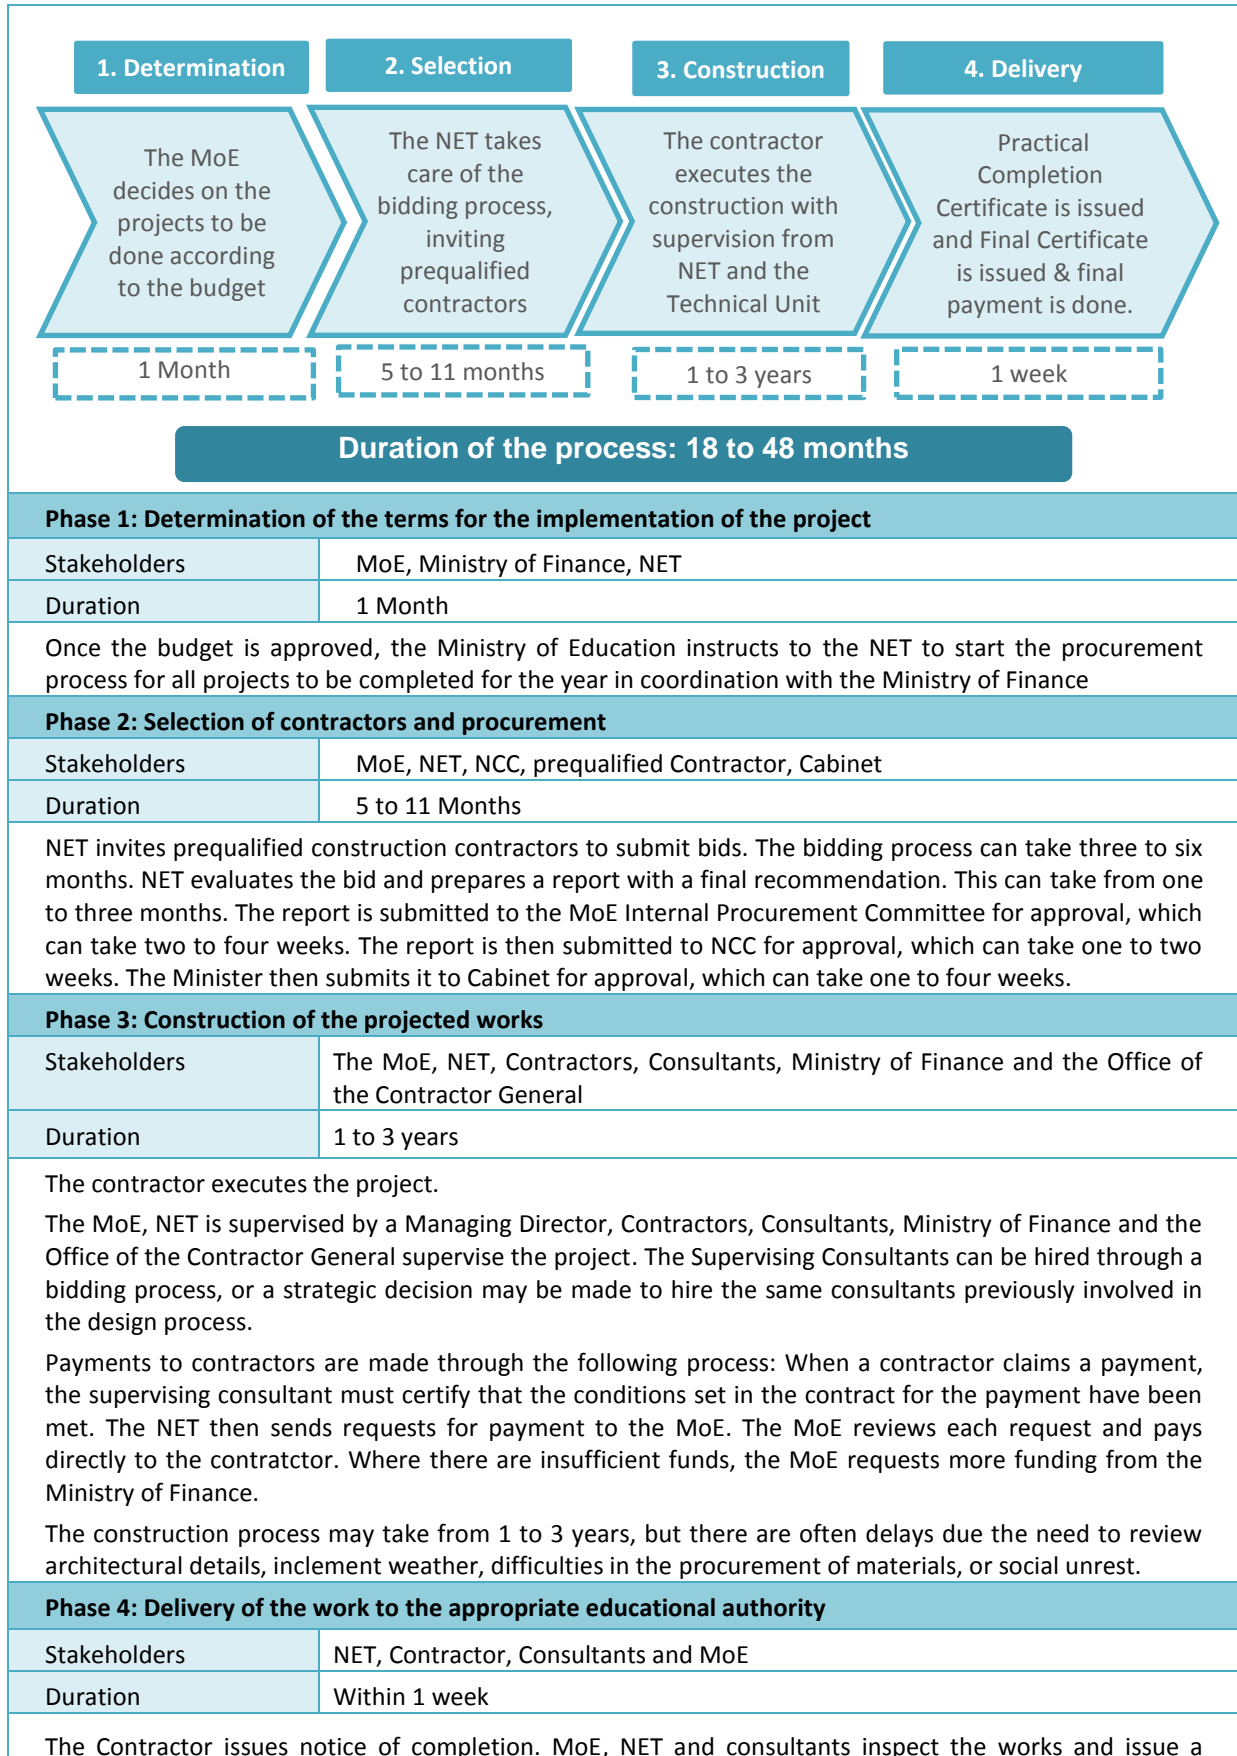 1. Determination
2. Selection
3. Construction
4. Delivery
The MoE
decides on the
projects to be
done according
to the budget
The NET takes
care of the
bidding process,
inviting
prequalified
contractors
The contractor
executes the
construction with
supervision from
NET and the
Technical Unit
Practical
Completion
Certificate is issued
and Final Certificate
is issued & final
payment is done.
1 Month
5 to 11 months
1 to 3 years
1 week
Duration of the process: 18 to 48 months
Phase 1: Determination of the terms for the implementation of the project
Stakeholders
MoE, Ministry of Finance, NET
Duration
1 Month
Once the budget is approved, the Ministry of Education instructs to the NET to start the procurement
process for all projects to be completed for the year in coordination with the Ministry of Finance
Phase 2: Selection of contractors and procurement
Stakeholders
MoE, NET, NCC, prequalified Contractor, Cabinet
Duration
5 to 11 Months
NET invites prequalified construction contractors to submit bids. The bidding process can take three to six
months. NET evaluates the bid and prepares a report with a final recommendation. This can take from one
to three months. The report is submitted to the MoE Internal Procurement Committee for approval, which
can take two to four weeks. The report is then submitted to NCC for approval, which can take one to two
weeks. The Minister then submits it to Cabinet for approval, which can take one to four weeks.
Phase 3: Construction of the projected works
Stakeholders
The MoE, NET, Contractors, Consultants, Ministry of Finance and the Office of
the Contractor General
Duration
1 to 3 years
The contractor executes the project.
The MoE, NET is supervised by a Managing Director, Contractors, Consultants, Ministry of Finance and the
Office of the Contractor General supervise the project. The Supervising Consultants can be hired through a
bidding process, or a strategic decision may be made to hire the same consultants previously involved in
the design process.
Payments to contractors are made through the following process: When a contractor claims a payment,
the supervising consultant must certify that the conditions set in the contract for the payment have been
met. The NET then sends requests for payment to the MoE. The MoE reviews each request and pays
directly to the contratctor. Where there are insufficient funds, the MoE requests more funding from the
Ministry of Finance.
The construction process may take from 1 to 3 years, but there are often delays due the need to review
architectural details, inclement weather, difficulties in the procurement of materials, or social unrest.
Phase 4: Delivery of the work to the appropriate educational authority
Stakeholders
NET, Contractor, Consultants and MoE
Duration
Within 1 week
The Contractor issues notice of completion. MoE, NET and consultants inspect the works and issue a